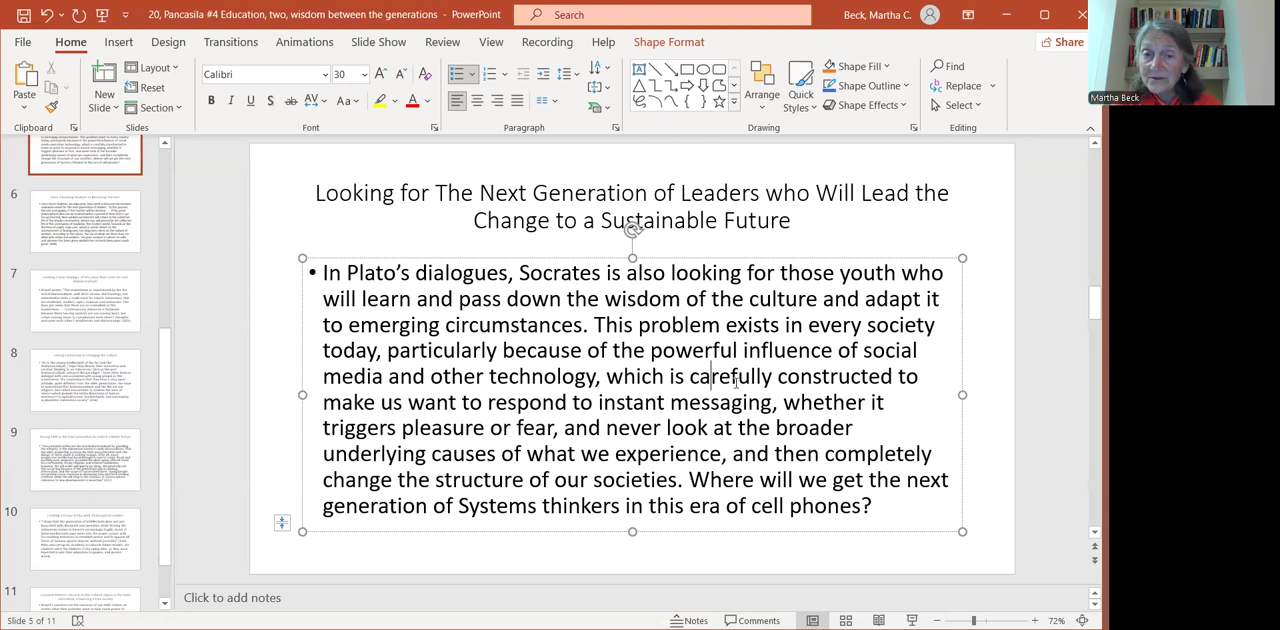 20, Pancasila #4 Education, two, wisdom between the generations - PowerPoint
Search
Beck, Martha C.
File Home Insert Design Transitions Animations Slide Show Review View Recording Help Shape Format
Share
Paste
New
Slide
Layout
Reset
Section
Calibri 30
B I U S ab AV Aa A
Shape Fill
Shape Outline
Shape Effects
Arrange
Quick
Styles
Find
Replace
Select
Clipboard Slides Font Paragraph Drawing Editing
Martha Beck
6
7
8
9
10
11
Looking for The Next Generation of Leaders who Will Lead the
Change to a Sustainable Future
• In Plato’s dialogues, Socrates is also looking for those youth who
will learn and pass down the wisdom of the culture and adapt it
to emerging circumstances. This problem exists in every society
today, particularly because of the powerful influence of social
media and other technology, which is carefully constructed to
make us want to respond to instant messaging, whether it
triggers pleasure or fear, and never look at the broader
underlying causes of what we experience, and then completely
change the structure of our societies. Where will we get the next
generation of Systems thinkers in this era of cell phones?
Click to add notes
Slide 5 of 11
Notes
Comments
72%